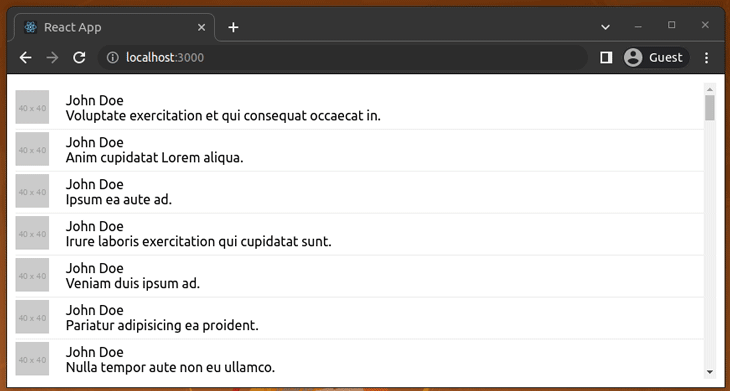 React App
localhost:3000
Guest
40 x 40
John Doe
Voluptate exercitation et qui consequat occaecat in.
40 x 40
John Doe
Anim cupidatat Lorem aliqua.
40 x 40
John Doe
Ipsum ea aute ad.
40 x 40
John Doe
Irure laboris exercitation qui cupidatat sunt.
40 x 40
John Doe
Veniam duis ipsum ad.
40 x 40
John Doe
Pariatur adipisicing ea proident.
40 x 40
John Doe
Nulla tempor aute non eu ullamco.